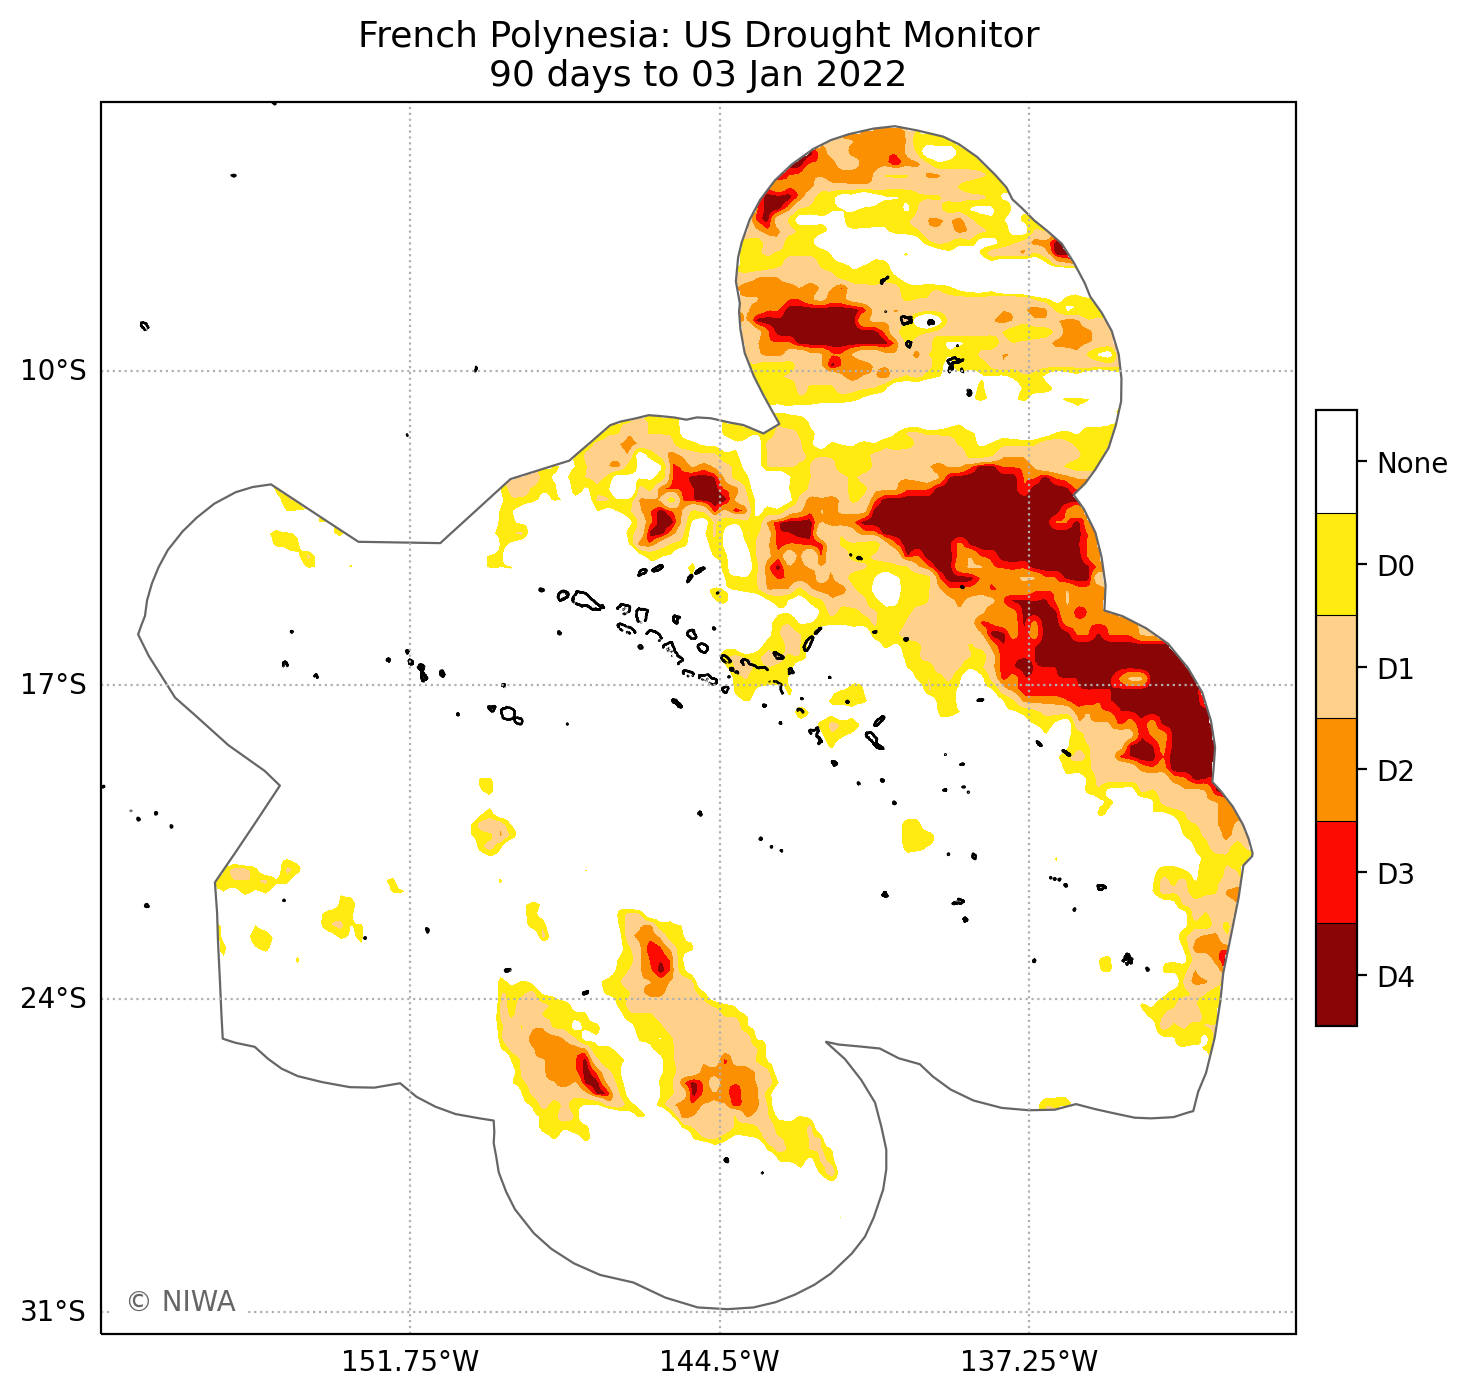 French Polynesia: US Drought Monitor
90 days to 03 Jan 2022
10°S
17°S
24°S
31°S
151.75°W
144.5°W
137.25°W
None
D0
D1
D2
D3
D4
© NIWA